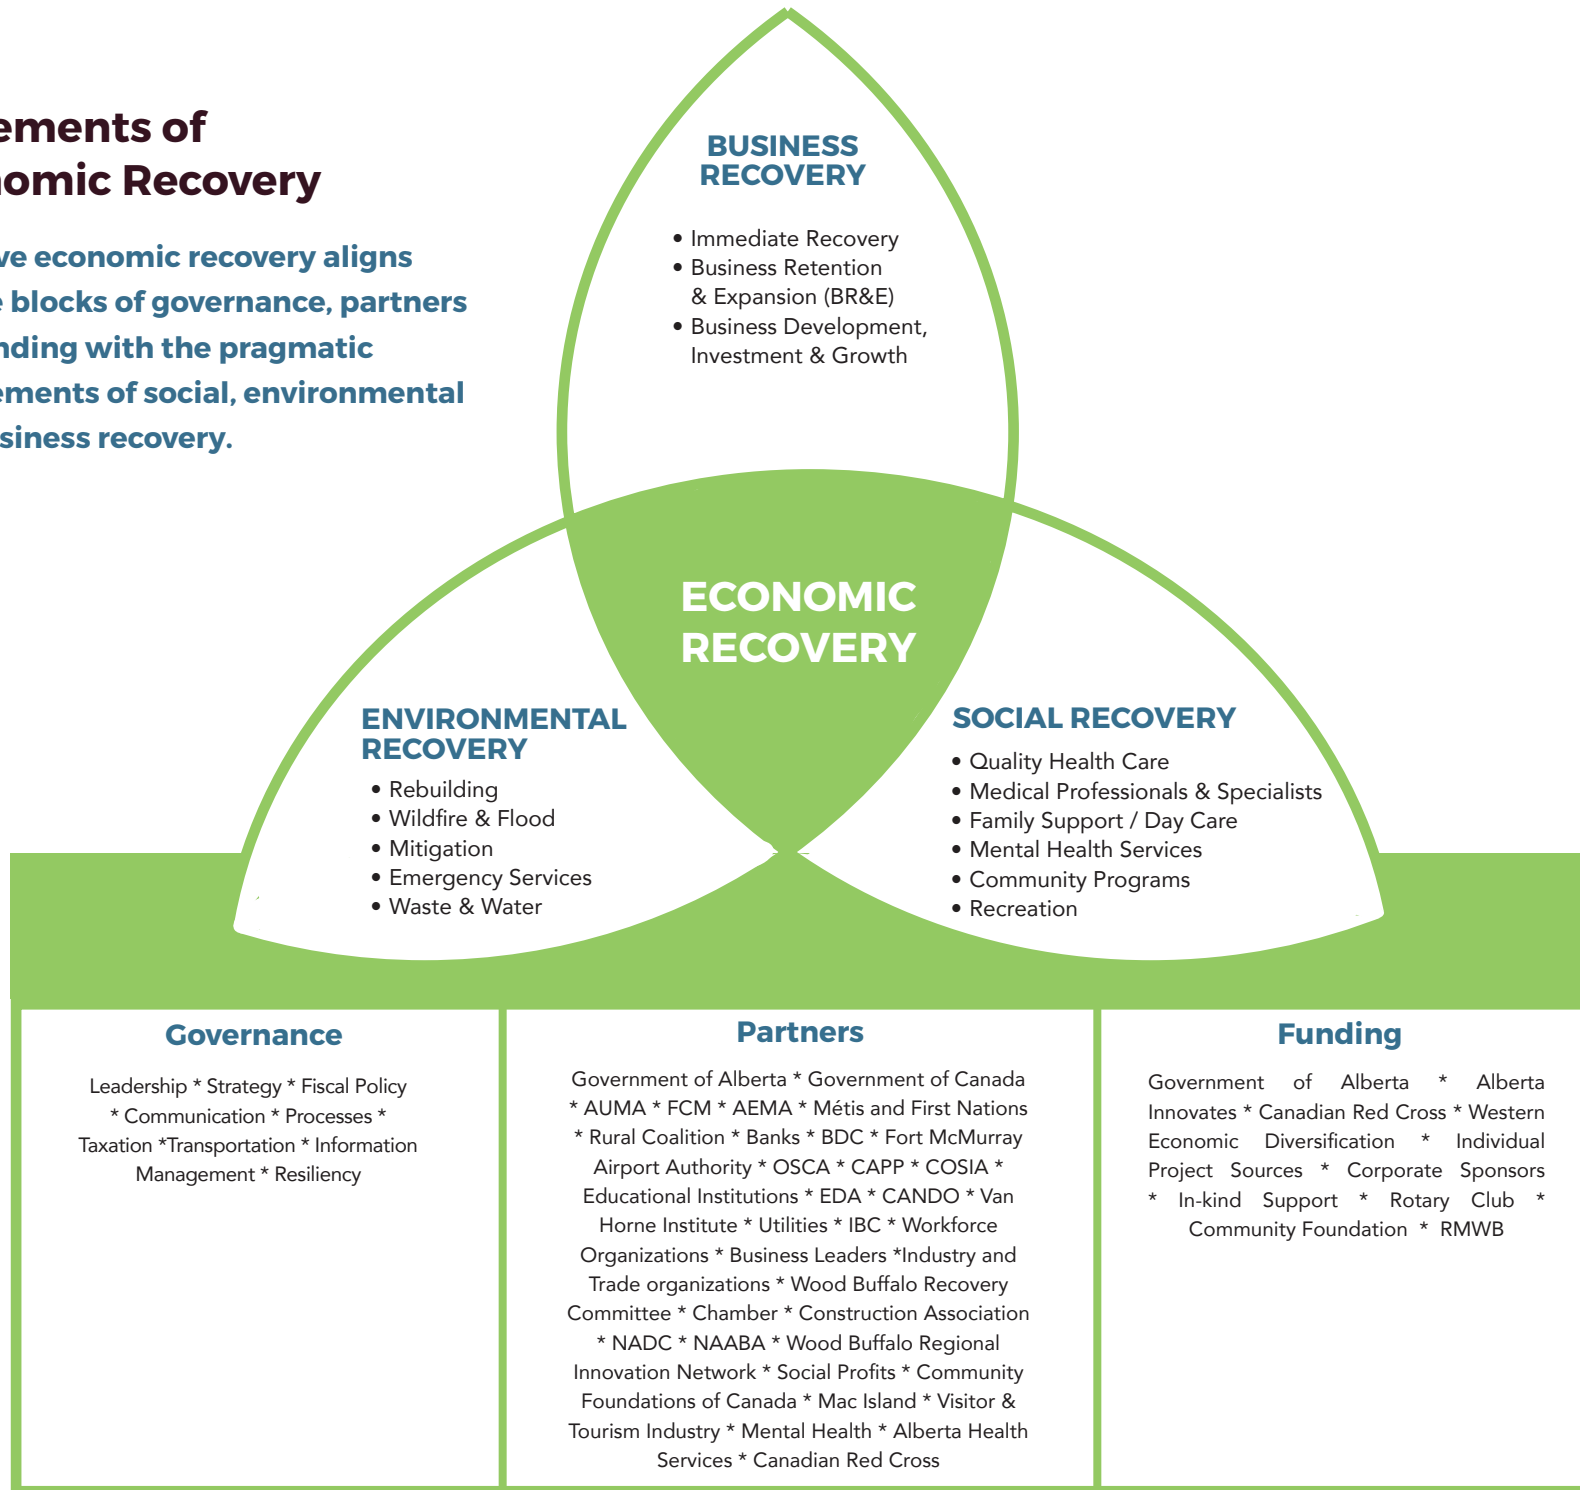 ements of
nomic Recovery
ve economic recovery aligns
e blocks of governance, partners
nding with the pragmatic
ements of social, environmental
siness recovery.
BUSINESS
RECOVERY
• Immediate Recovery
• Business Retention
& Expansion (BR&E)
• Business Development,
Investment & Growth
ECONOMIC
RECOVERY
ENVIRONMENTAL
RECOVERY
• Rebuilding
• Wildfire & Flood
• Mitigation
• Emergency Services
• Waste & Water
SOCIAL RECOVERY
• Quality Health Care
• Medical Professionals & Specialists
• Family Support / Day Care
• Mental Health Services
• Community Programs
• Recreation
Governance
Leadership * Strategy * Fiscal Policy
* Communication * Processes *
Taxation *Transportation * Information
Management * Resiliency
Partners
Government of Alberta * Government of Canada
* AUMA * FCM * AEMA * Métis and First Nations
* Rural Coalition * Banks * BDC * Fort McMurray
Airport Authority * OSCA * CAPP * COSIA *
Educational Institutions * EDA * CANDO * Van
Horne Institute * Utilities * IBC * Workforce
Organizations * Business Leaders *Industry and
Trade organizations * Wood Buffalo Recovery
Committee * Chamber * Construction Association
* NADC * NAABA * Wood Buffalo Regional
Innovation Network * Social Profits * Community
Foundations of Canada * Mac Island * Visitor &
Tourism Industry * Mental Health * Alberta Health
Services * Canadian Red Cross
Funding
Government of Alberta * Alberta
Innovates * Canadian Red Cross * Western
Economic Diversification * Individual
Project Sources * Corporate Sponsors
* In-kind Support * Rotary Club *
Community Foundation * RMWB